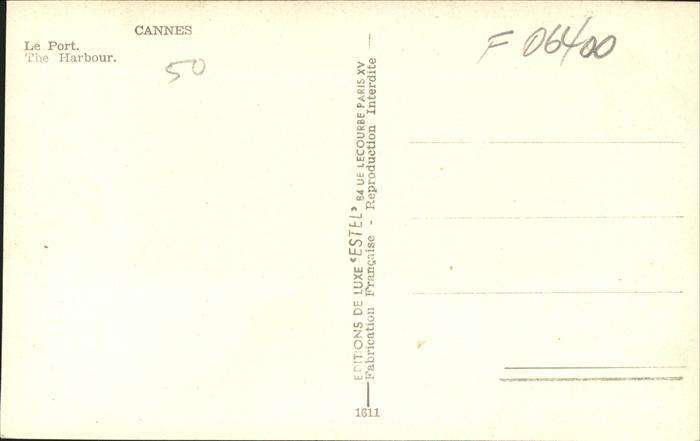 CANNES
Le Port.
The Harbour.
50
F 06400
EDITIONS DE LUXE "ESTEL" 84 UE LECOURBE PARIS XV
Fabrication Française - Reproduction Interdite
1611